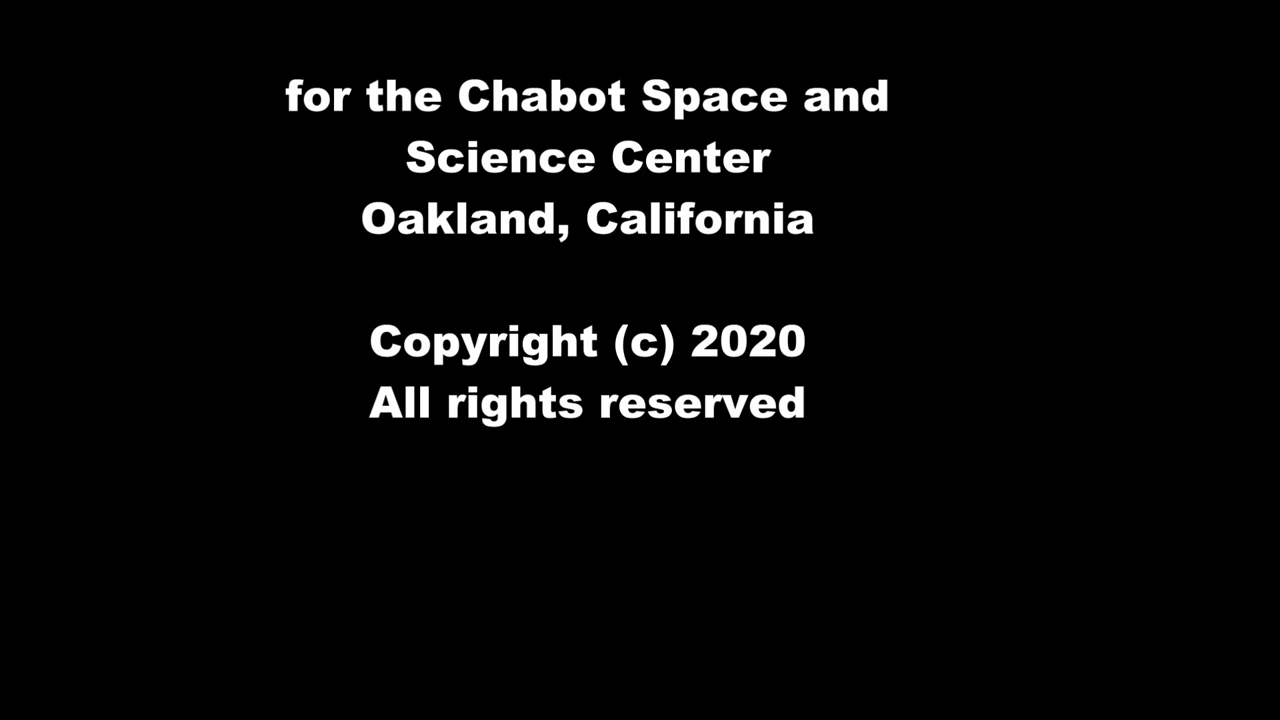 for the Chabot Space and
Science Center
Oakland, California
Copyright (c) 2020
All rights reserved